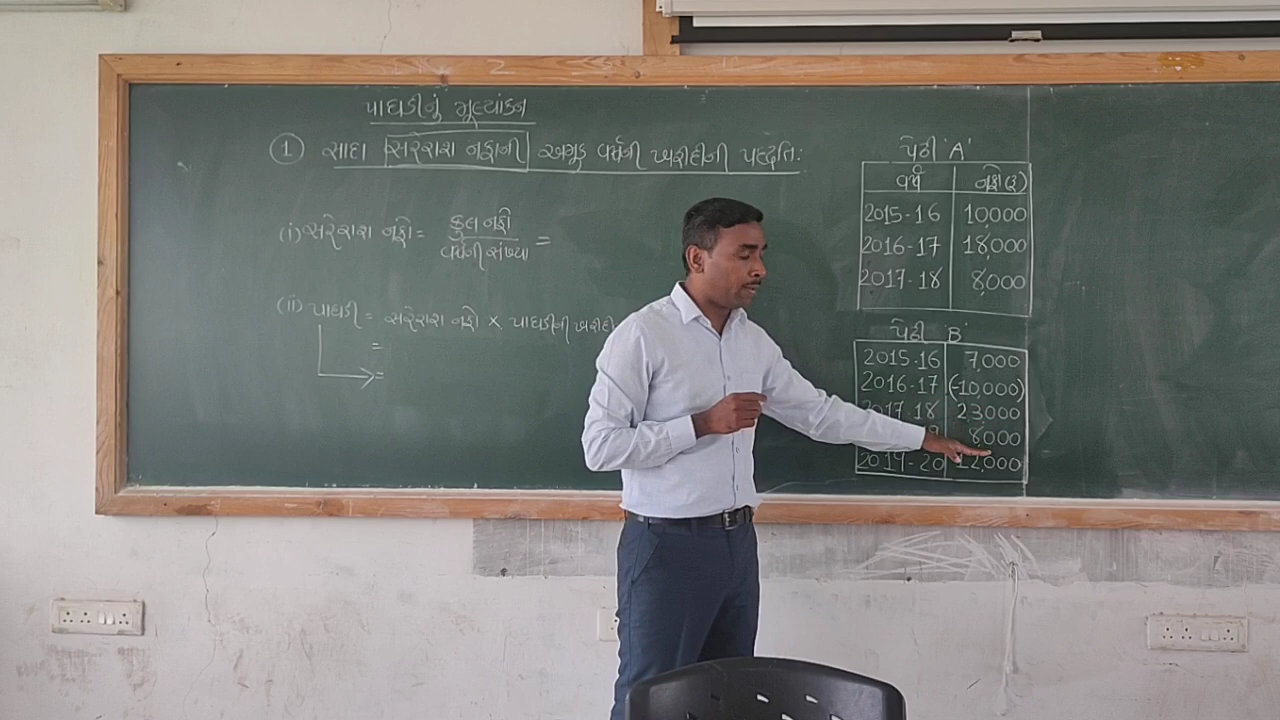 પાઘડીનું મૂલ્યાંકન
① સાદા સરેરાશ નફાની અમૂક વર્ષની ખરીદીની પદ્ધતિ:
(i) સરેરાશ નફો = કુલ નફો / વર્ષની સંખ્યા =
(ii) પાઘડી = સરેરાશ નફો × પાઘડીની ખરીદી
=
=
પેઢી 'A'
વર્ષ નફો (રૂ)
2015-16 10,000
2016-17 18,000
2017-18 8,000
પેઢી 'B'
2015-16 7,000
2016-17 (-10,000)
2017-18 23,000
8,000
2019-20 12,000